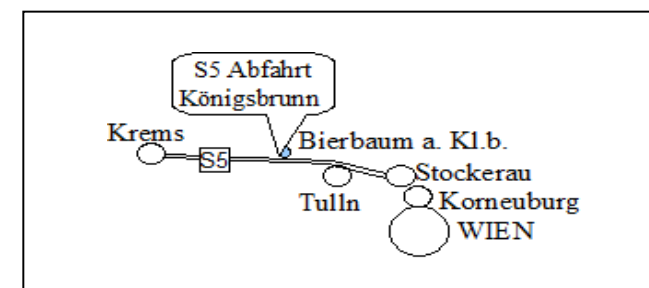 S5 Abfahrt
Königsbrunn
Krems
Bierbaum a. Kl.b.
S5
Stockerau
Tulln
Korneuburg
WIEN